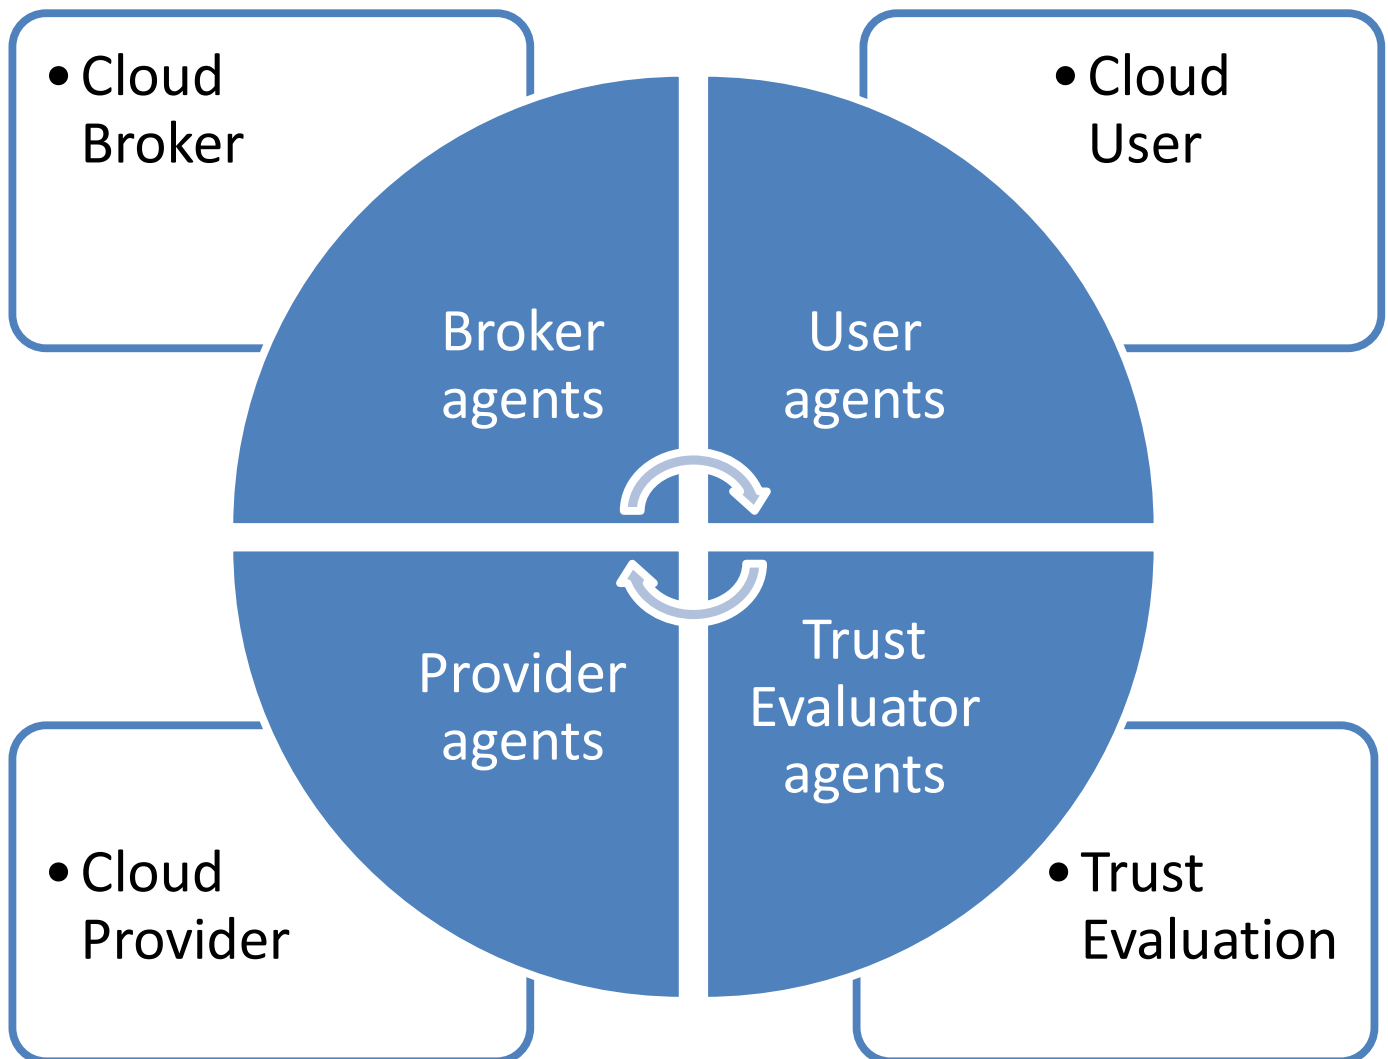 • Cloud
Broker
• Cloud
User
Broker
agents
User
agents
Provider
agents
Trust
Evaluator
agents
• Cloud
Provider
• Trust
Evaluation